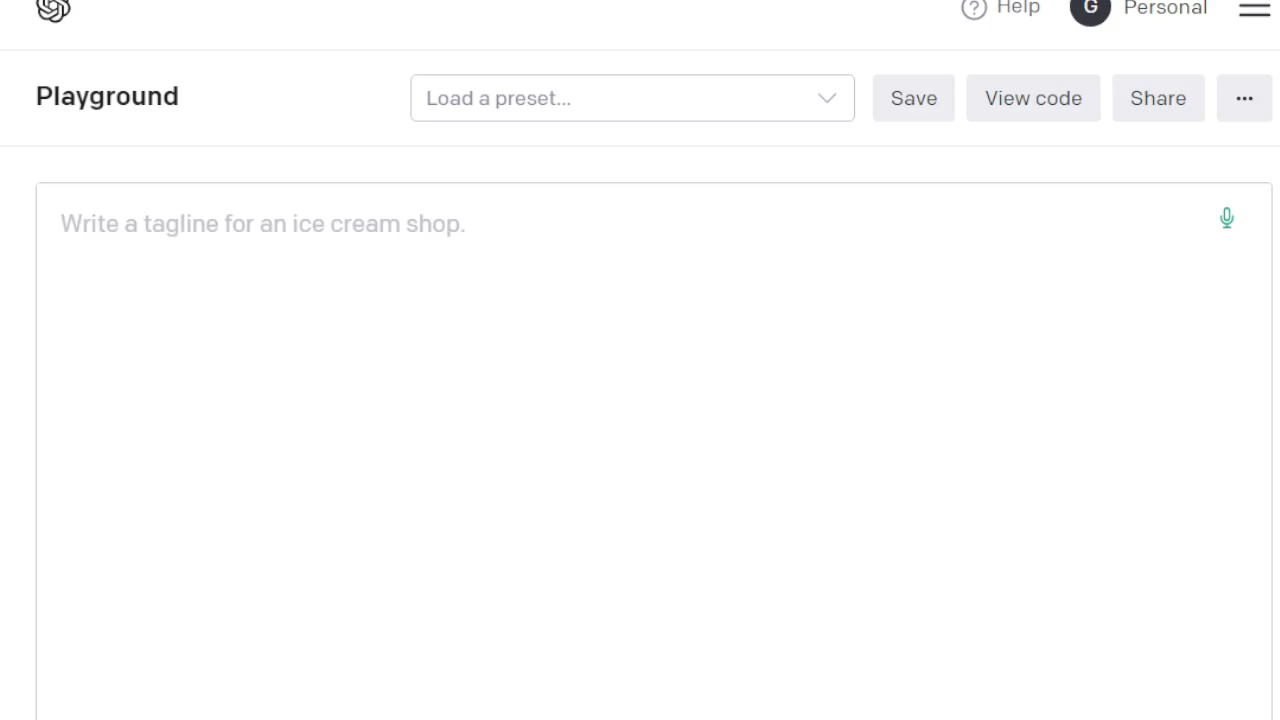 Help
G
Personal
Playground
Load a preset...
Save
View code
Share
...
Write a tagline for an ice cream shop.